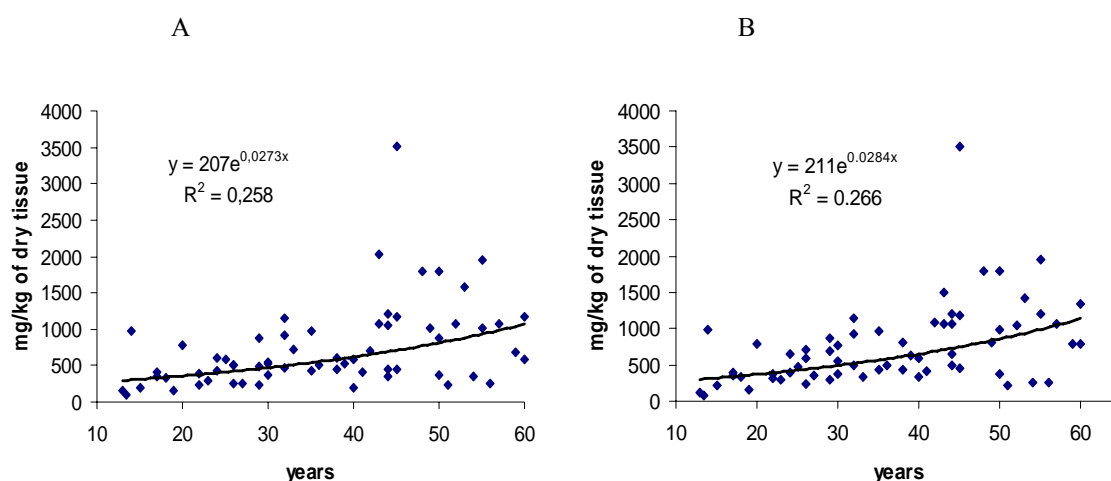 A
B
4000
3500
3000
2500
2000
1500
1000
500
0
mg/kg of dry tissue
y = 207e^0,0273x
R² = 0,258
10 20 30 40 50 60
years
4000
3500
3000
2500
2000
1500
1000
500
0
mg/kg of dry tissue
y = 211e^0.0284x
R² = 0.266
10 20 30 40 50 60
years